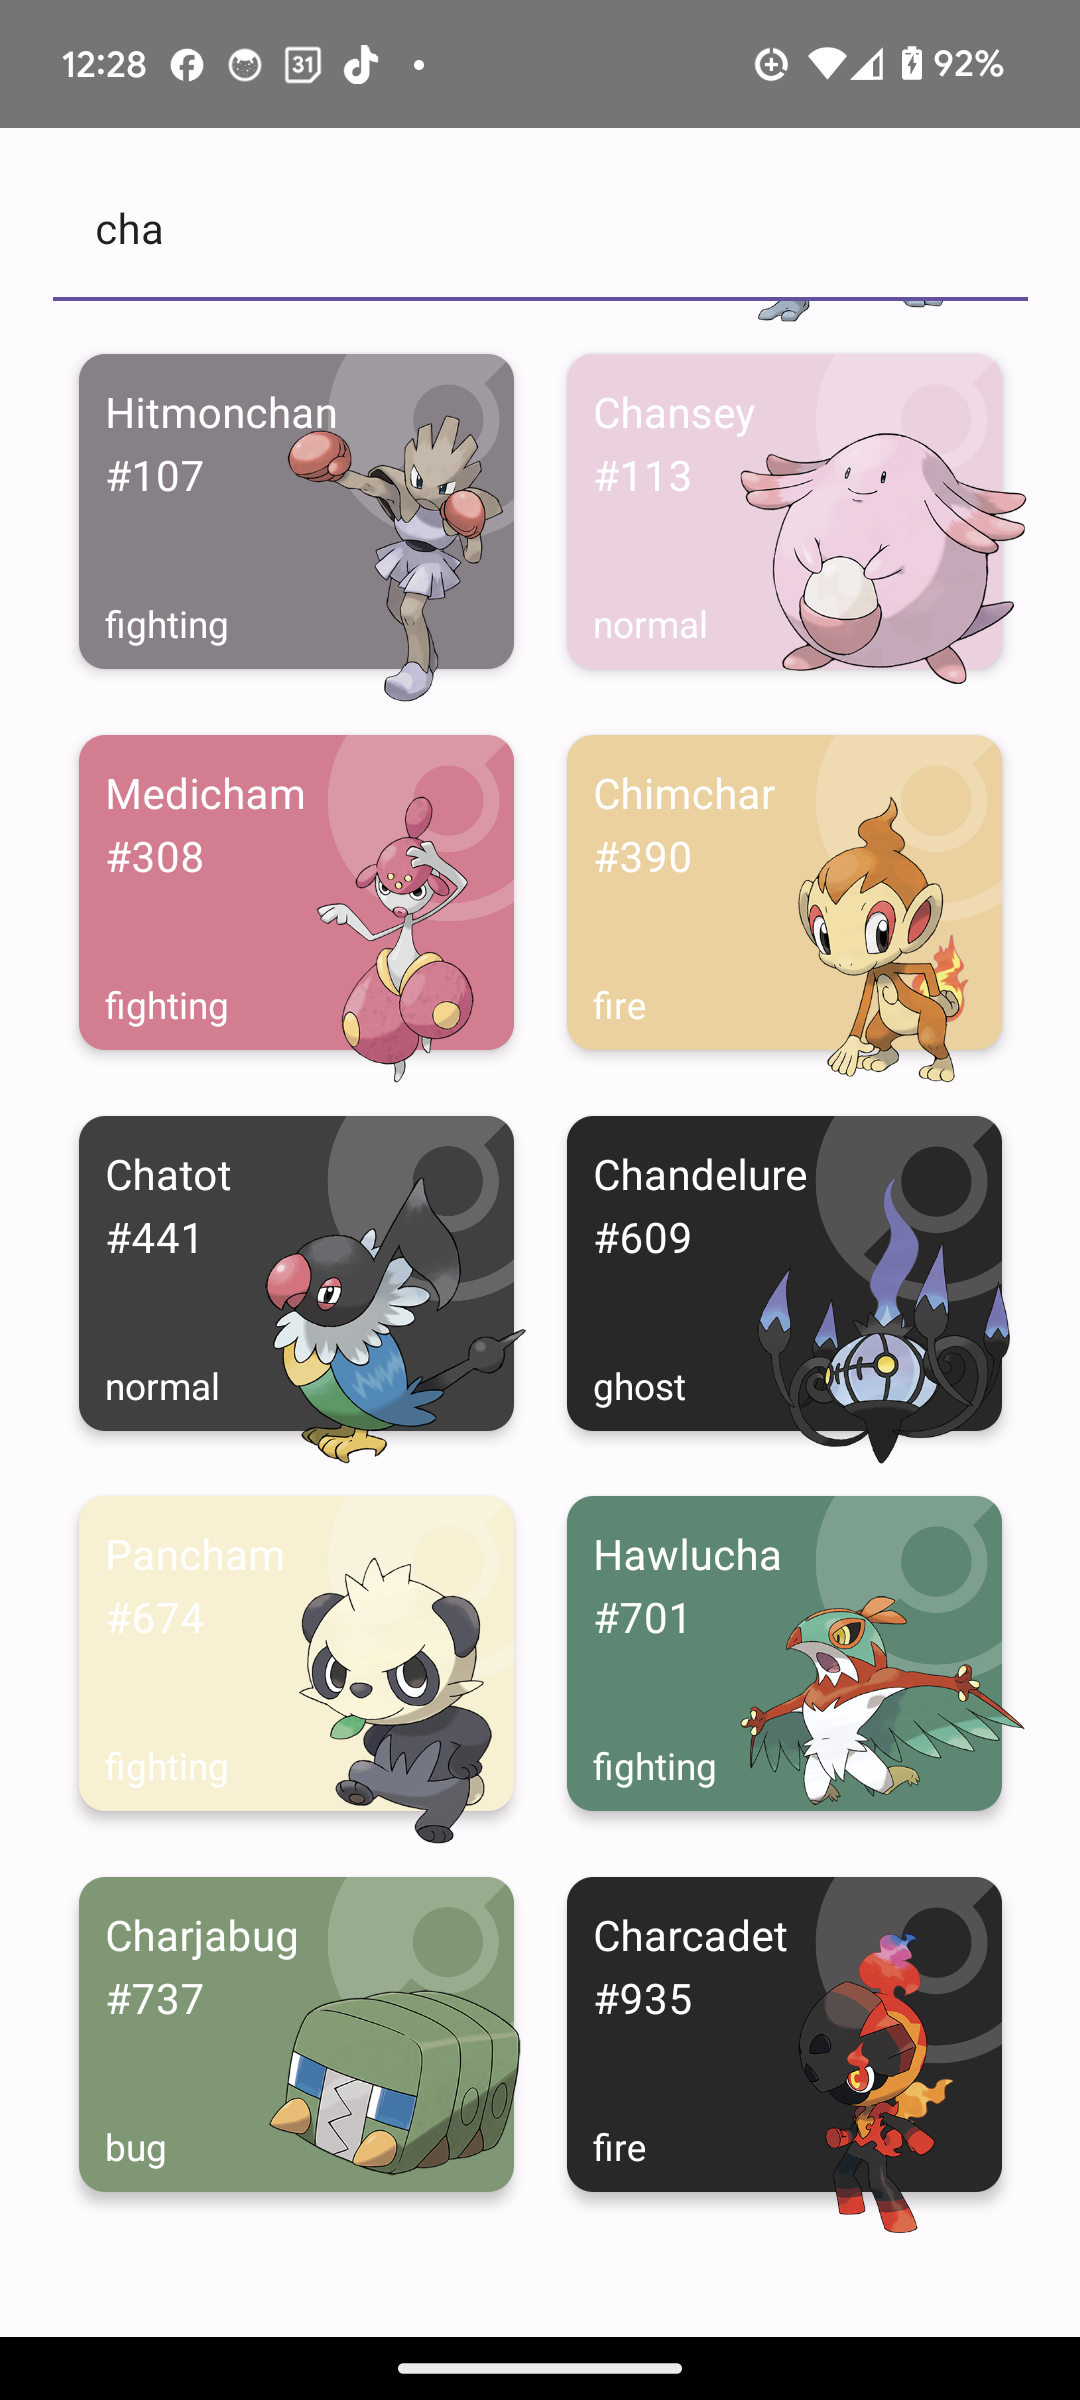 12:28 31 92%
cha
Hitmonchan
#107
fighting
Chansey
#113
normal
Medicham
#308
fighting
Chimchar
#390
fire
Chatot
#441
normal
Chandelure
#609
ghost
Pancham
#674
fighting
Hawlucha
#701
fighting
Charjabug
#737
bug
Charcadet
#935
fire